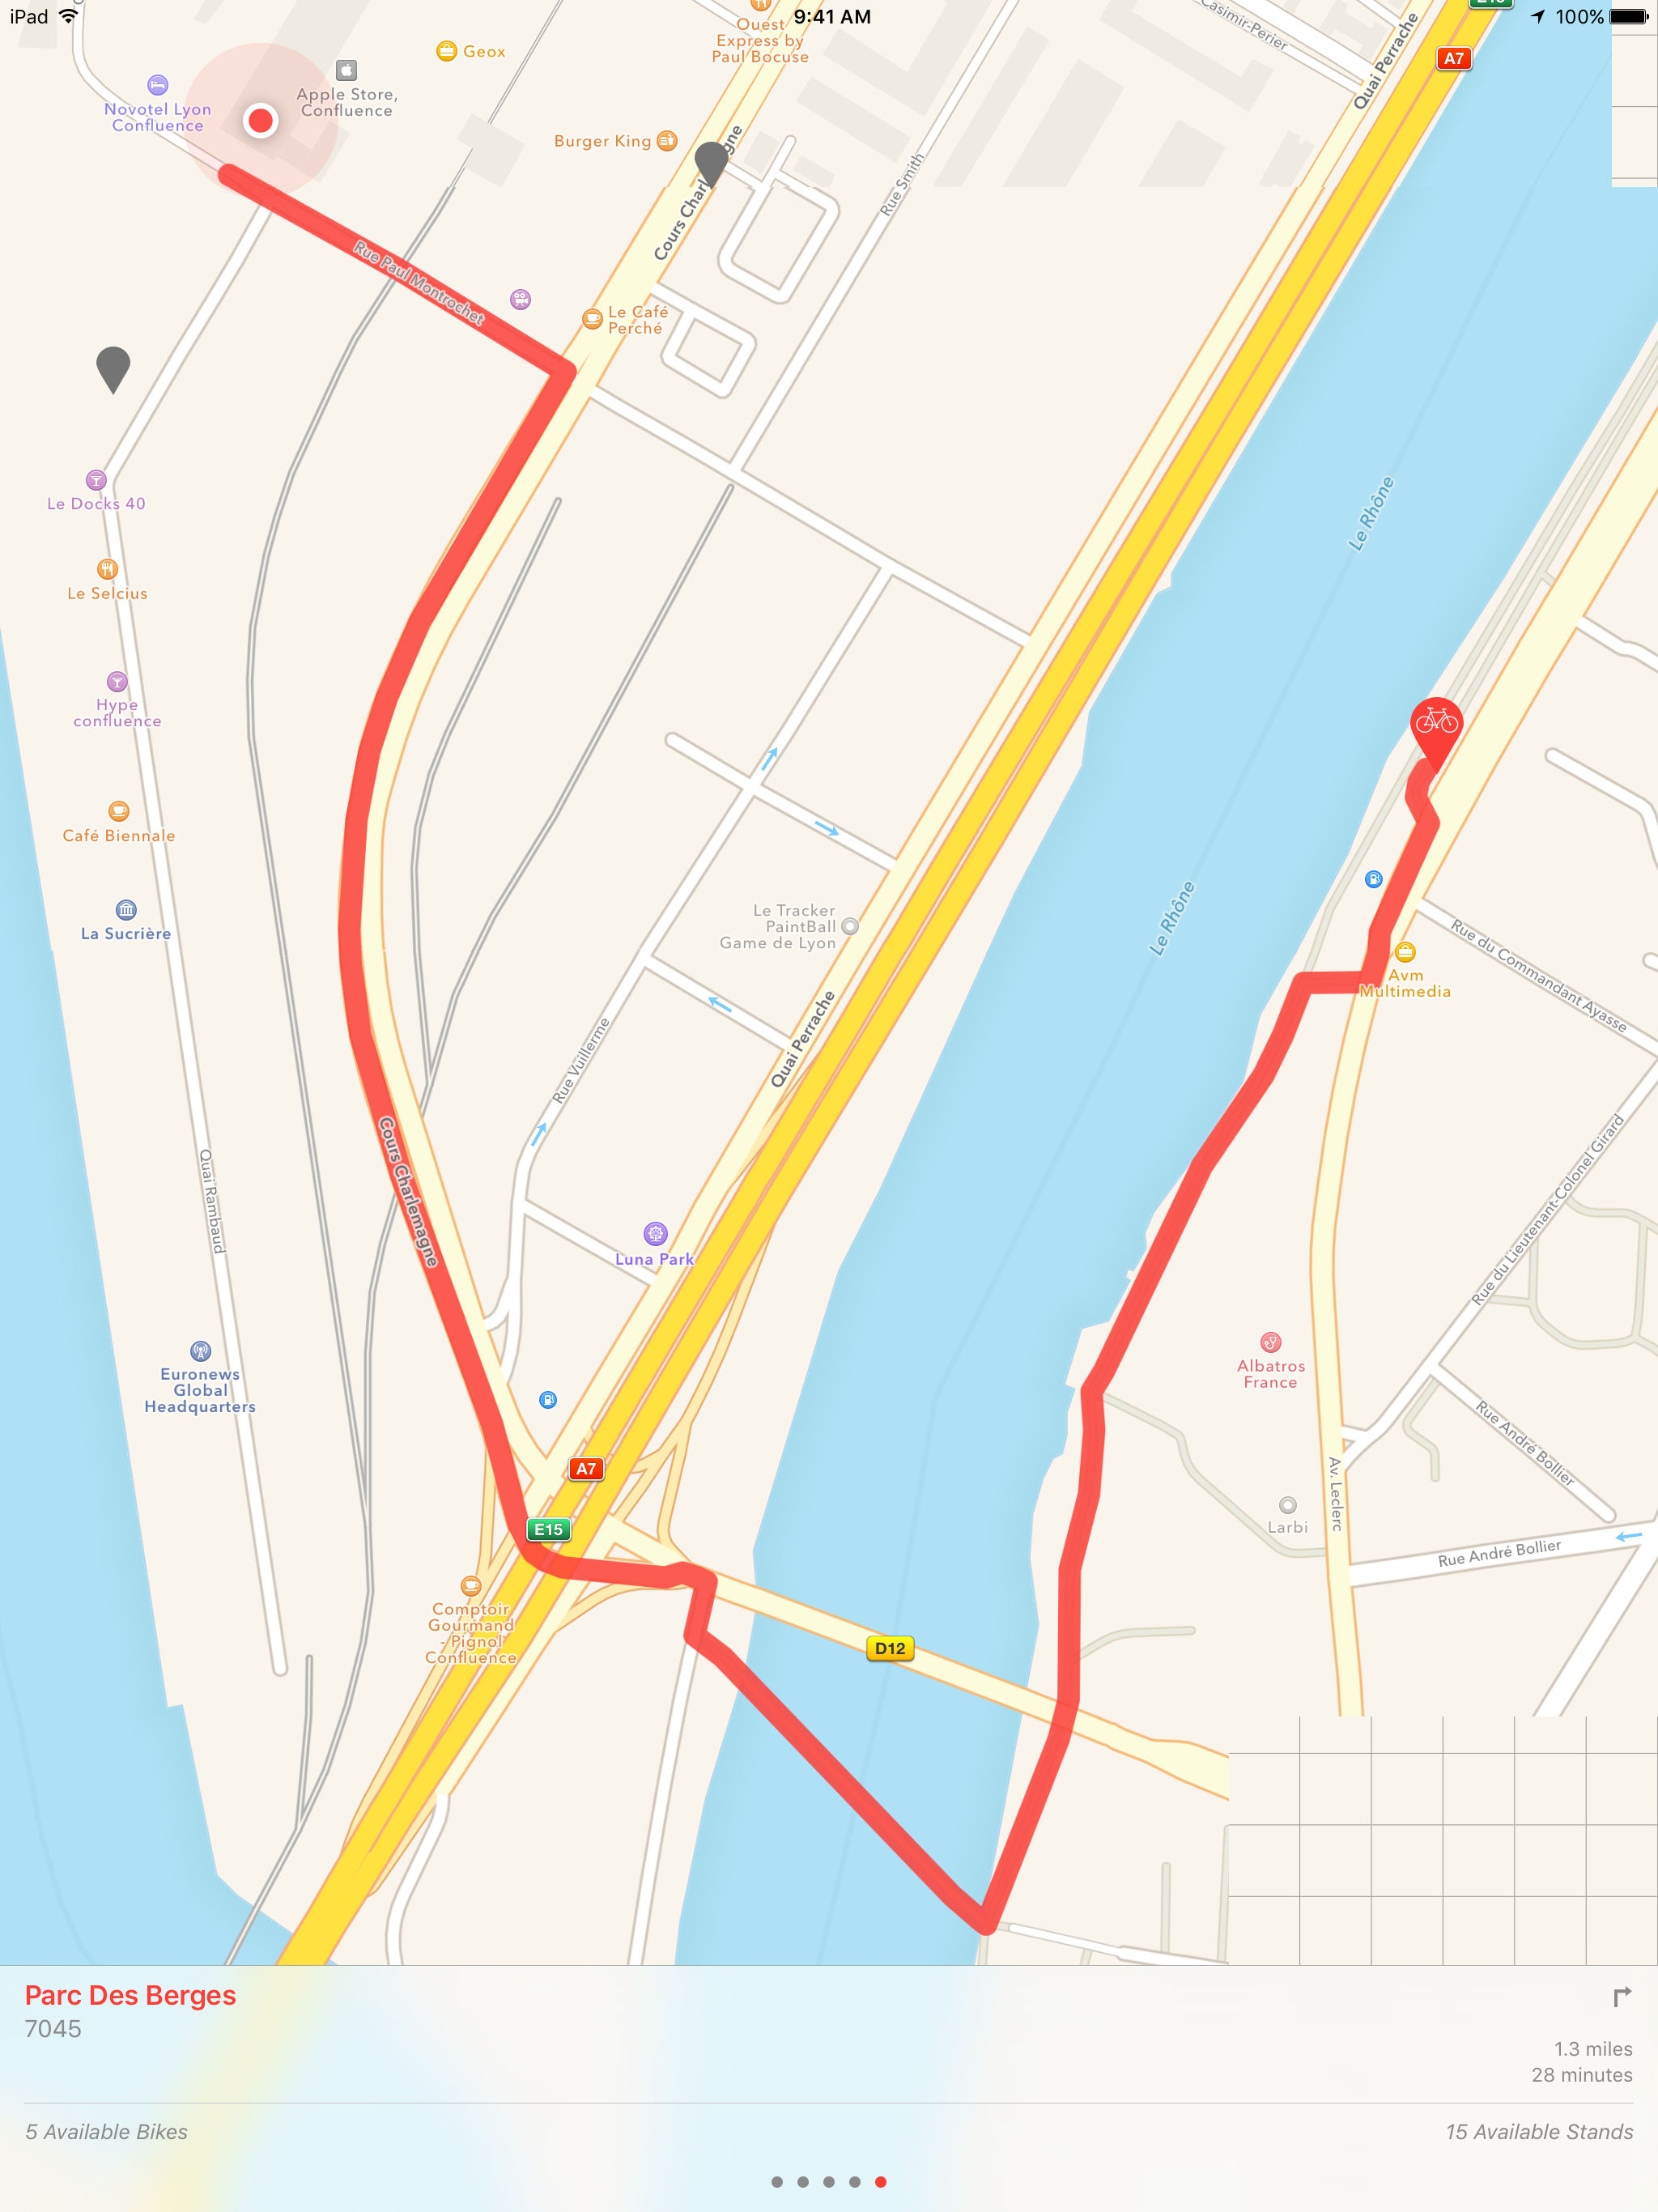 iPad
9:41 AM
100%
E15
A7
Casimir-Perier
Quai Perrache
Ouest
Express by
Paul Bocuse
Geox
Apple Store,
Confluence
Novotel Lyon
Confluence
Burger King
Rue Smith
Rue Paul Montrochet
Le Café
Perché
Le Docks 40
Le Rhône
Le Selcius
Hype
confluence
Café Biennale
La Sucrière
Le Tracker
PaintBall
Game de Lyon
Le Rhône
Rue du Commandant Ayasse
Avm
Multimedia
Quai Perrache
Rue Vuillerme
Cours Charlemagne
Quai Rambaud
Rue du Lieutenant-Colonel Girard
Luna Park
Euronews
Global
Headquarters
Albatros
France
Rue André Bollier
A7
E15
Av. Leclerc
Larbi
Rue André Bollier
Comptoir
Gourmand
- Pignol
Confluence
D12
Parc Des Berges
7045
1.3 miles
28 minutes
5 Available Bikes
15 Available Stands